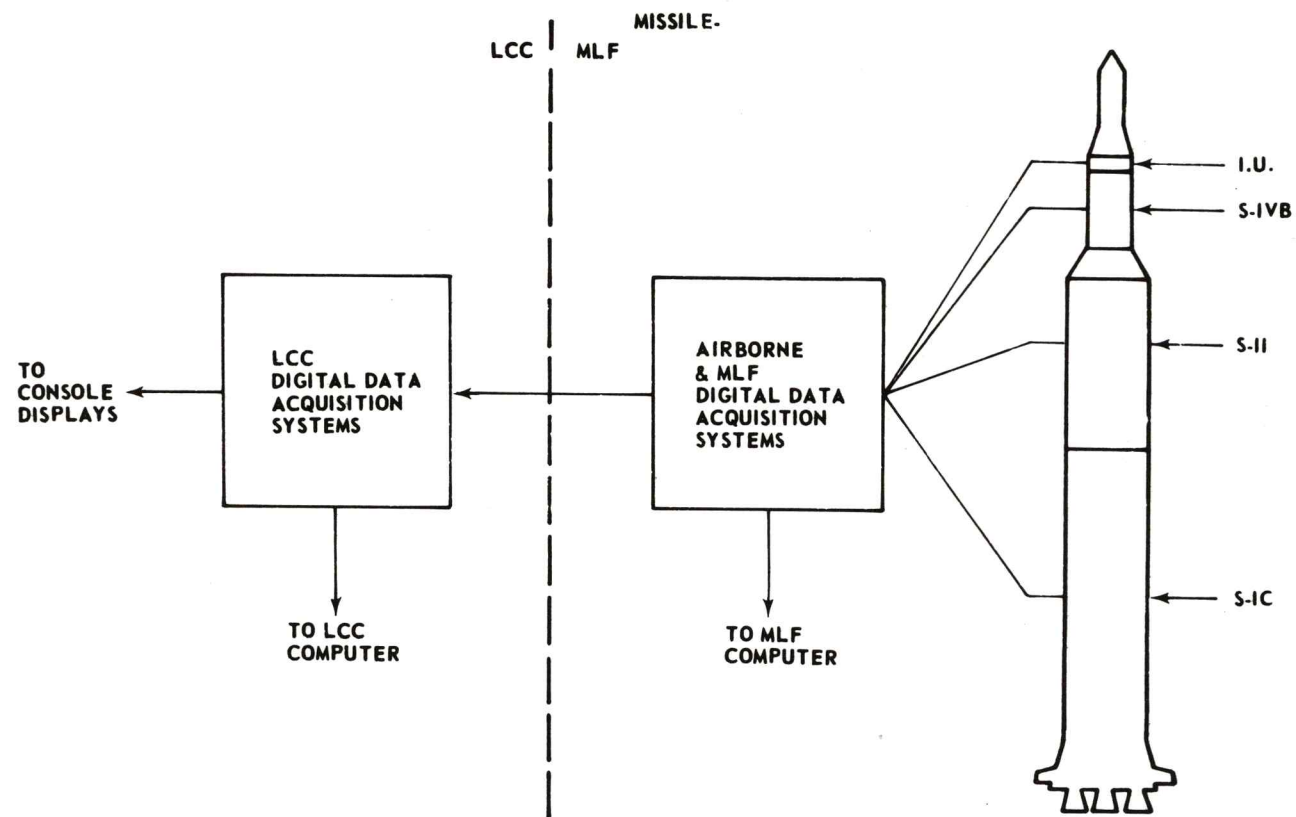 MISSILE-
LCC MLF
I.U.
S-IVB
S-II
S-IC
AIRBORNE
& MLF
DIGITAL DATA
ACQUISITION
SYSTEMS
LCC
DIGITAL DATA
ACQUISITION
SYSTEMS
TO
CONSOLE
DISPLAYS
TO LCC
COMPUTER
TO MLF
COMPUTER